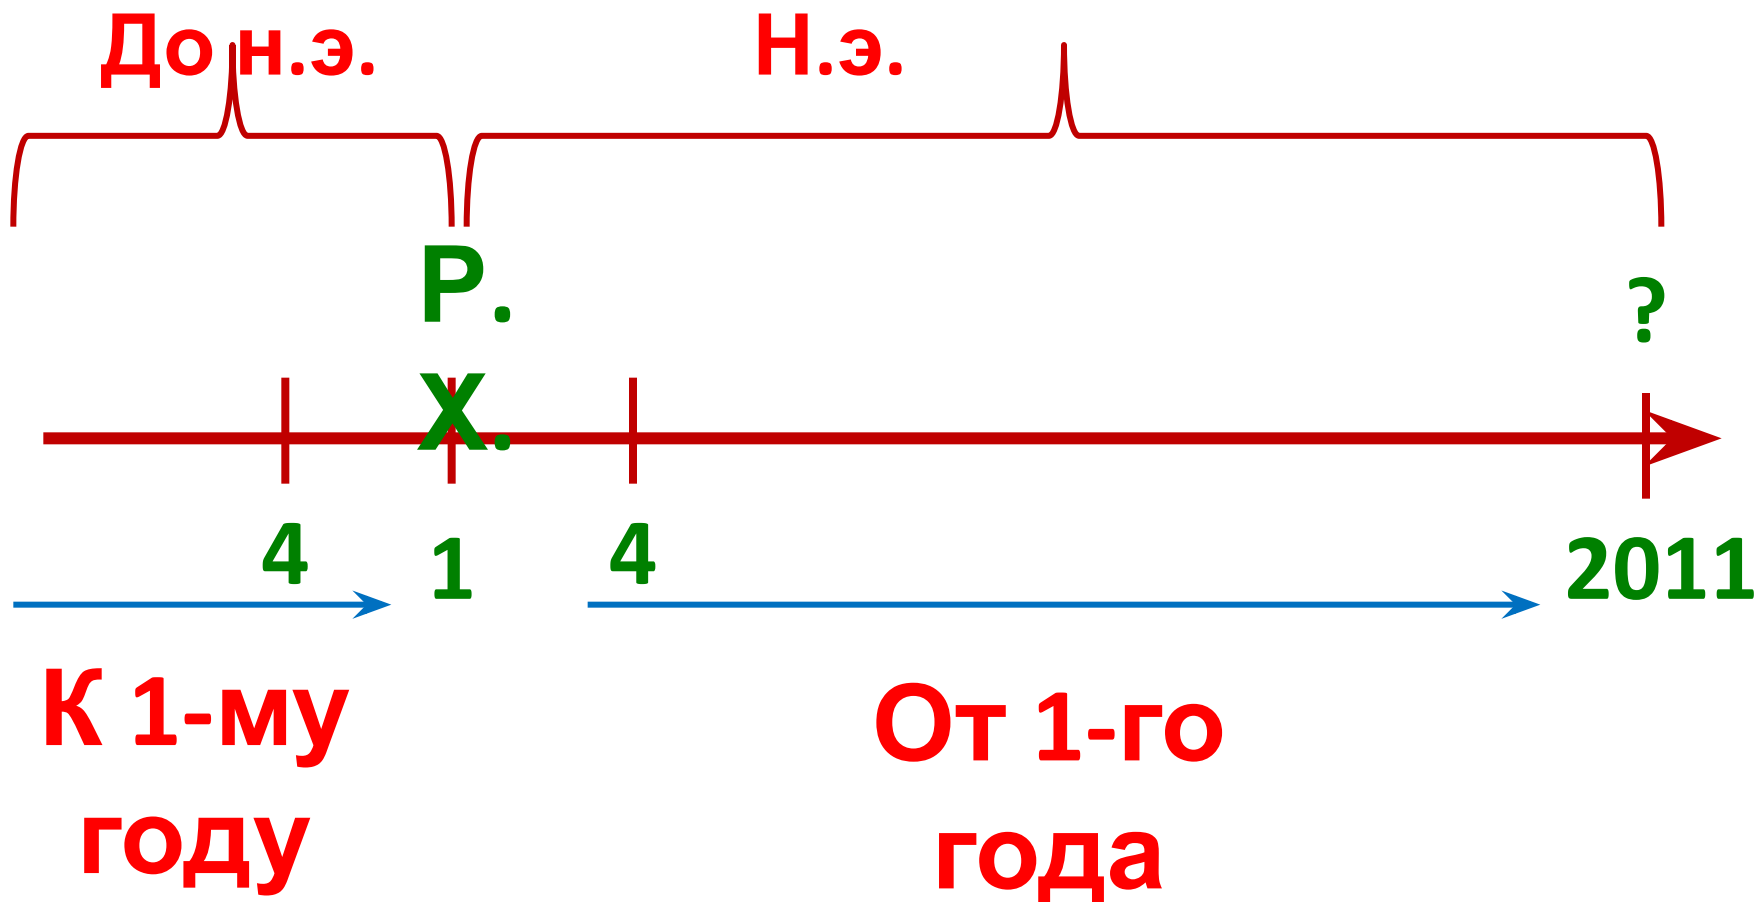 До н.э.
Н.э.
Р.
Х.
?
4
1
4
2011
К 1-му
году
От 1-го
года